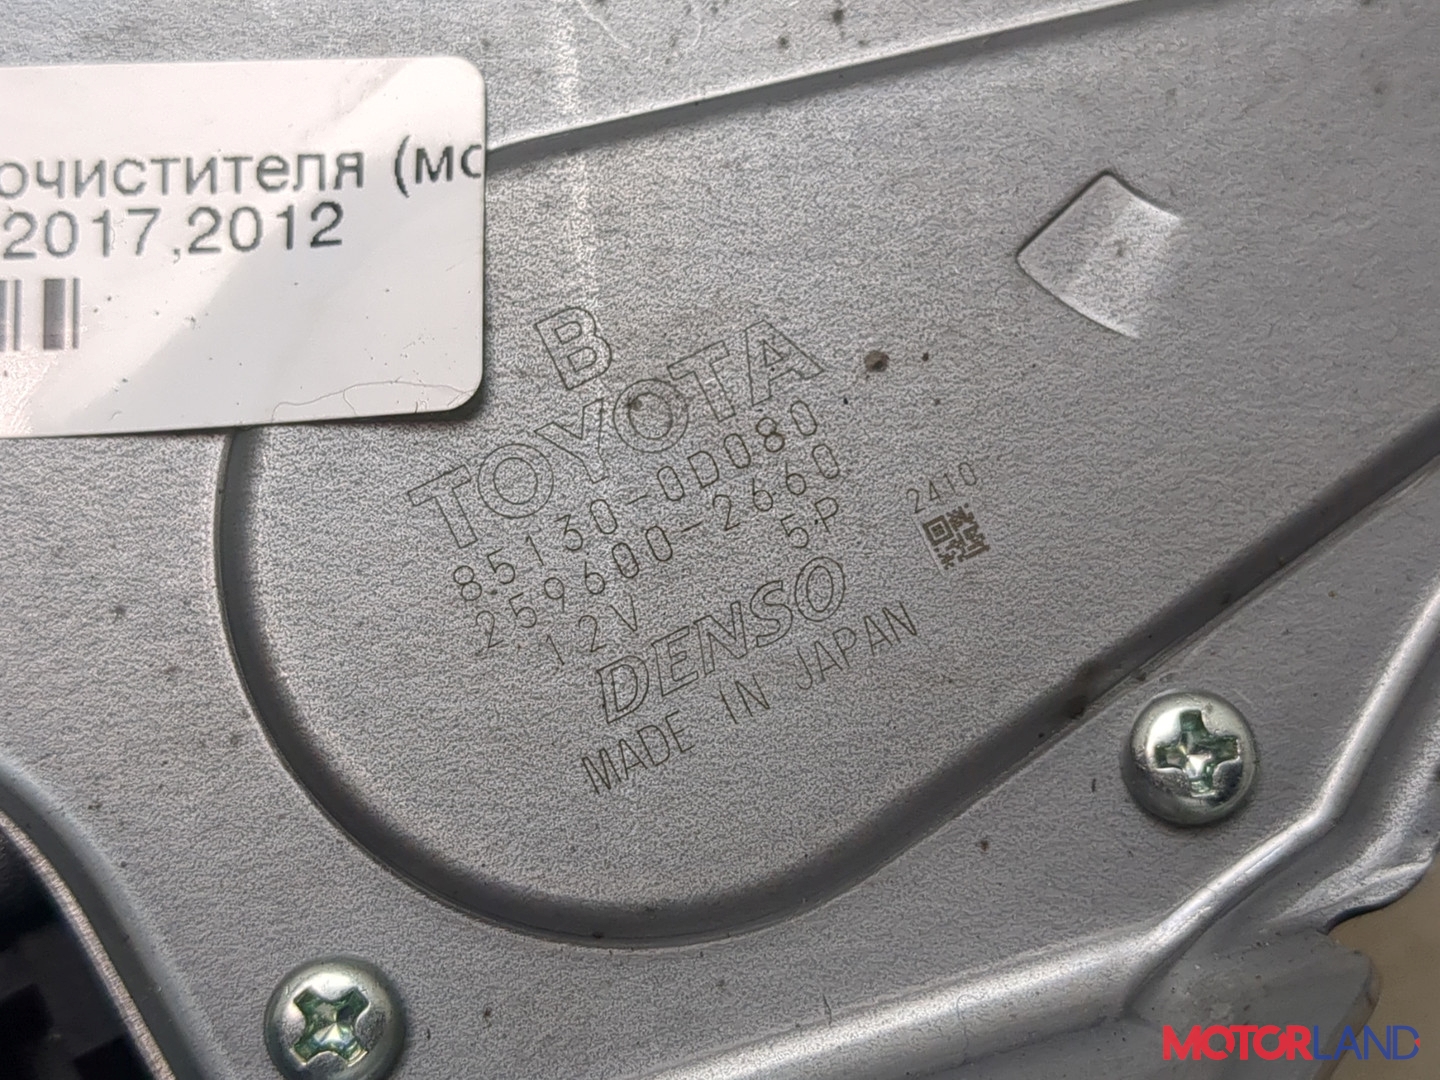 очистителя (мо
2017,2012
B
TOYOTA
85130-0D080
259600-2660
12V 5P
2410
DENSO
MADE IN JAPAN
MOTORLAND